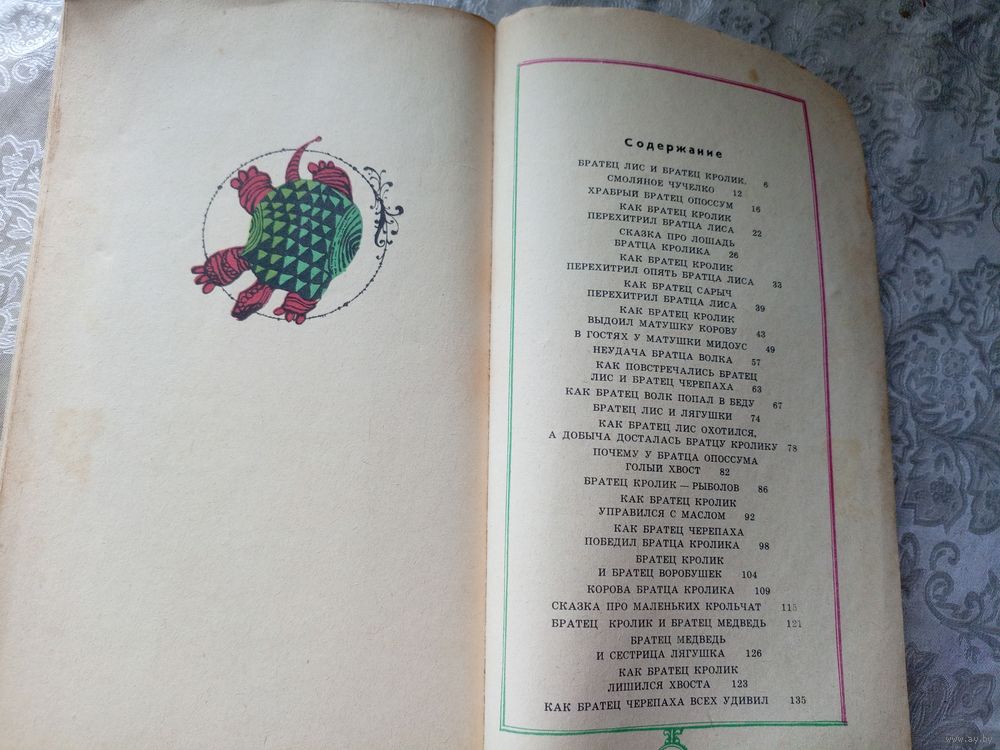 Содержание
БРАТЕЦ ЛИС И БРАТЕЦ КРОЛИК. 6
СМОЛЯНОЕ ЧУЧЕЛКО 12
ХРАБРЫЙ БРАТЕЦ ОПОССУМ 16
КАК БРАТЕЦ КРОЛИК
ПЕРЕХИТРИЛ БРАТЦА ЛИСА 22
СКАЗКА ПРО ЛОШАДЬ
БРАТЦА КРОЛИКА 26
КАК БРАТЕЦ КРОЛИК
ПЕРЕХИТРИЛ ОПЯТЬ БРАТЦА ЛИСА 33
КАК БРАТЕЦ САРЫЧ
ПЕРЕХИТРИЛ БРАТЦА ЛИСА 39
КАК БРАТЕЦ КРОЛИК
ВЫДОИЛ МАТУШКУ КОРОВУ 43
В ГОСТЯХ У МАТУШКИ МИДОУС 49
НЕУДАЧА БРАТЦА ВОЛКА 57
КАК ПОВСТРЕЧАЛИСЬ БРАТЕЦ
ЛИС И БРАТЕЦ ЧЕРЕПАХА 63
КАК БРАТЕЦ ВОЛК ПОПАЛ В БЕДУ 67
БРАТЕЦ ЛИС И ЛЯГУШКИ 74
КАК БРАТЕЦ ЛИС ОХОТИЛСЯ,
А ДОБЫЧА ДОСТАЛАСЬ БРАТЦУ КРОЛИКУ 78
ПОЧЕМУ У БРАТЦА ОПОССУМА
ГОЛЫЙ ХВОСТ 82
БРАТЕЦ КРОЛИК — РЫБОЛОВ 86
КАК БРАТЕЦ КРОЛИК
УПРАВИЛСЯ С МАСЛОМ 92
КАК БРАТЕЦ ЧЕРЕПАХА
ПОБЕДИЛ БРАТЦА КРОЛИКА 98
БРАТЕЦ КРОЛИК
И БРАТЕЦ ВОРОБУШЕК 104
КОРОВА БРАТЦА КРОЛИКА 109
СКАЗКА ПРО МАЛЕНЬКИХ КРОЛЬЧАТ 115
БРАТЕЦ КРОЛИК И БРАТЕЦ МЕДВЕДЬ 121
БРАТЕЦ МЕДВЕДЬ
И СЕСТРИЦА ЛЯГУШКА 126
КАК БРАТЕЦ КРОЛИК
ЛИШИЛСЯ ХВОСТА 123
КАК БРАТЕЦ ЧЕРЕПАХА ВСЕХ УДИВИЛ 135
www.ay.by